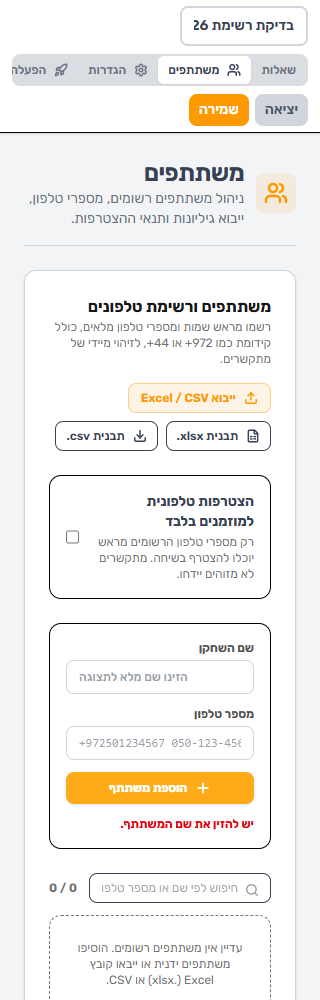 בדיקת רשימת 26
שאלות
משתתפים
הגדרות
הפעלה
יציאה
שמירה
משתתפים
ניהול משתתפים רשומים, מספרי טלפון,
ייבוא גיליונות ותנאי ההצטרפות.
משתתפים ורשימת טלפונים
רשמו מראש שמות ומספרי טלפון מלאים, כולל
קידומת כמו 972+ או 44+, לזיהוי מיידי של
מתקשרים.
ייבוא Excel / CSV
תבנית xlsx.
תבנית csv.
הצטרפות טלפונית
למוזמנים בלבד
רק מספרי טלפון הרשומים מראש
יוכלו להצטרף בשיחה. מתקשרים
לא מזוהים יידחו.
שם השחקן
הזינו שם מלא לתצוגה
מספר טלפון
+972501234567 050-123-456
הוספת משתתף
יש להזין את שם המשתתף.
חיפוש לפי שם או מספר טלפו
0 / 0
עדיין אין משתתפים רשומים. הוסיפו
משתתפים ידנית או ייבאו קובץ
Excel (.xlsx) או CSV.